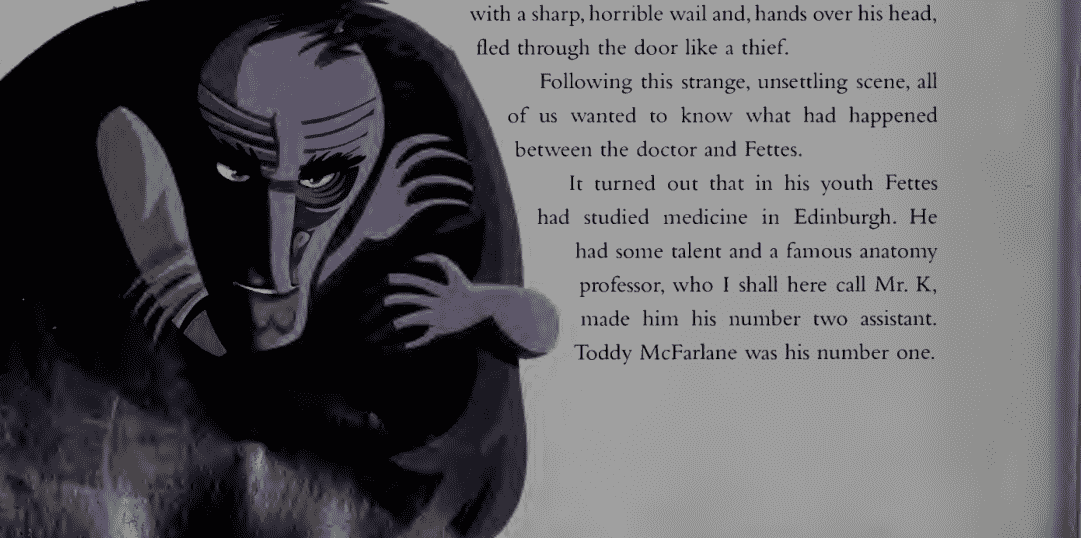 with a sharp, horrible wail and, hands over his head,
fled through the door like a thief.
Following this strange, unsettling scene, all
of us wanted to know what had happened
between the doctor and Fettes.
It turned out that in his youth Fettes
had studied medicine in Edinburgh. He
had some talent and a famous anatomy
professor, who I shall here call Mr. K,
made him his number two assistant.
Toddy McFarlane was his number one.